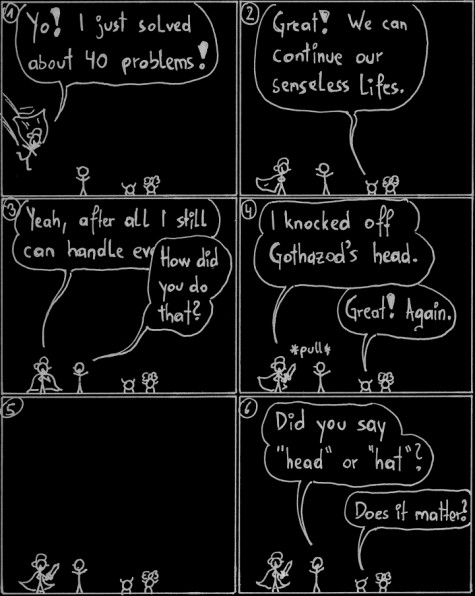 1
Yo! I just solved
about 40 problems!
2
Great! We can
continue our
senseless lifes.
3
Yeah, after all I still
can handle eve
How did
you do
that?
4
I knocked off
Gothazod's head.
*pull*
Great! Again.
5
6
Did you say
"head" or "hat"?
Does it matter?